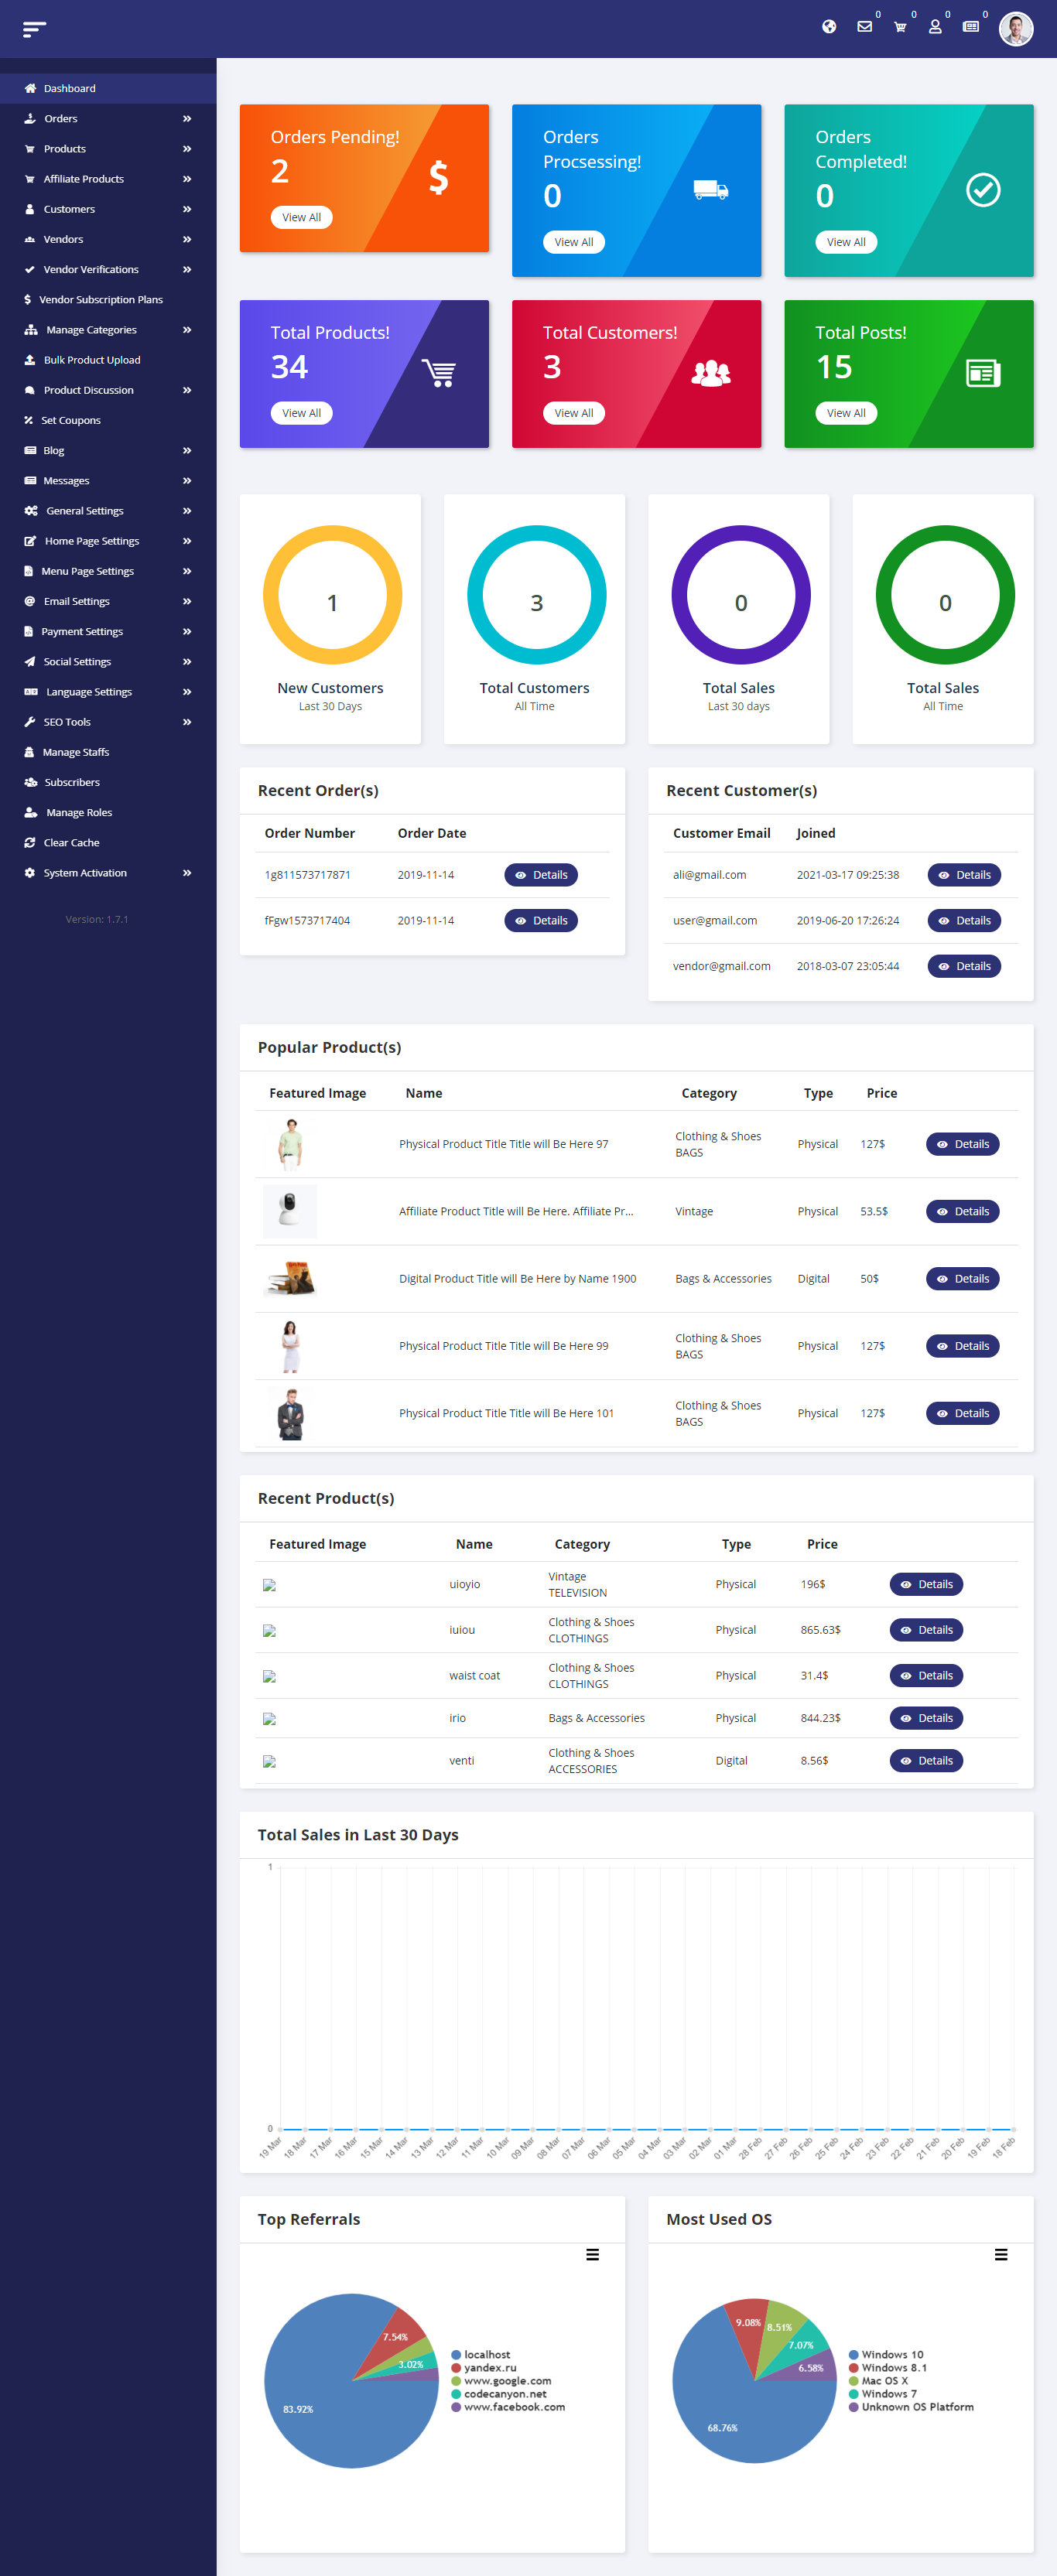 0
0
0
0
Dashboard
Orders
Products
Affiliate Products
Customers
Vendors
Vendor Verifications
Vendor Subscription Plans
Manage Categories
Bulk Product Upload
Product Discussion
Set Coupons
Blog
Messages
General Settings
Home Page Settings
Menu Page Settings
Email Settings
Payment Settings
Social Settings
Language Settings
SEO Tools
Manage Staffs
Subscribers
Manage Roles
Clear Cache
System Activation
Version: 1.7.1
Orders Pending!
2
View All
Orders
Procsessing!
0
View All
Orders
Completed!
0
View All
Total Products!
34
View All
Total Customers!
3
View All
Total Posts!
15
View All
1
New Customers
Last 30 Days
3
Total Customers
All Time
0
Total Sales
Last 30 days
0
Total Sales
All Time
Recent Order(s)
Order Number Order Date
1g811573717871 2019-11-14 Details
fFgw1573717404 2019-11-14 Details
Recent Customer(s)
Customer Email Joined
ali@gmail.com 2021-03-17 09:25:38 Details
user@gmail.com 2019-06-20 17:26:24 Details
vendor@gmail.com 2018-03-07 23:05:44 Details
Popular Product(s)
Featured Image Name Category Type Price
Physical Product Title Title will Be Here 97 Clothing & Shoes
BAGS Physical 127$ Details
Affiliate Product Title will Be Here. Affiliate Pr... Vintage Physical 53.5$ Details
Digital Product Title will Be Here by Name 1900 Bags & Accessories Digital 50$ Details
Physical Product Title Title will Be Here 99 Clothing & Shoes
BAGS Physical 127$ Details
Physical Product Title Title will Be Here 101 Clothing & Shoes
BAGS Physical 127$ Details
Recent Product(s)
Featured Image Name Category Type Price
uioyio Vintage
TELEVISION Physical 196$ Details
iuiou Clothing & Shoes
CLOTHINGS Physical 865.63$ Details
waist coat Clothing & Shoes
CLOTHINGS Physical 31.4$ Details
irio Bags & Accessories Physical 844.23$ Details
venti Clothing & Shoes
ACCESSORIES Digital 8.56$ Details
Total Sales in Last 30 Days
1
0
19 Mar 18 Mar 17 Mar 16 Mar 15 Mar 14 Mar 13 Mar 12 Mar 11 Mar 10 Mar 09 Mar 08 Mar 07 Mar 06 Mar 05 Mar 04 Mar 03 Mar 02 Mar 01 Mar 28 Feb 27 Feb 26 Feb 25 Feb 24 Feb 23 Feb 22 Feb 21 Feb 20 Feb 19 Feb 18 Feb
Top Referrals
7.54%
3.02%
83.92%
localhost
yandex.ru
www.google.com
codecanyon.net
www.facebook.com
Most Used OS
9.08%
8.51%
7.07%
6.58%
68.76%
Windows 10
Windows 8.1
Mac OS X
Windows 7
Unknown OS Platform